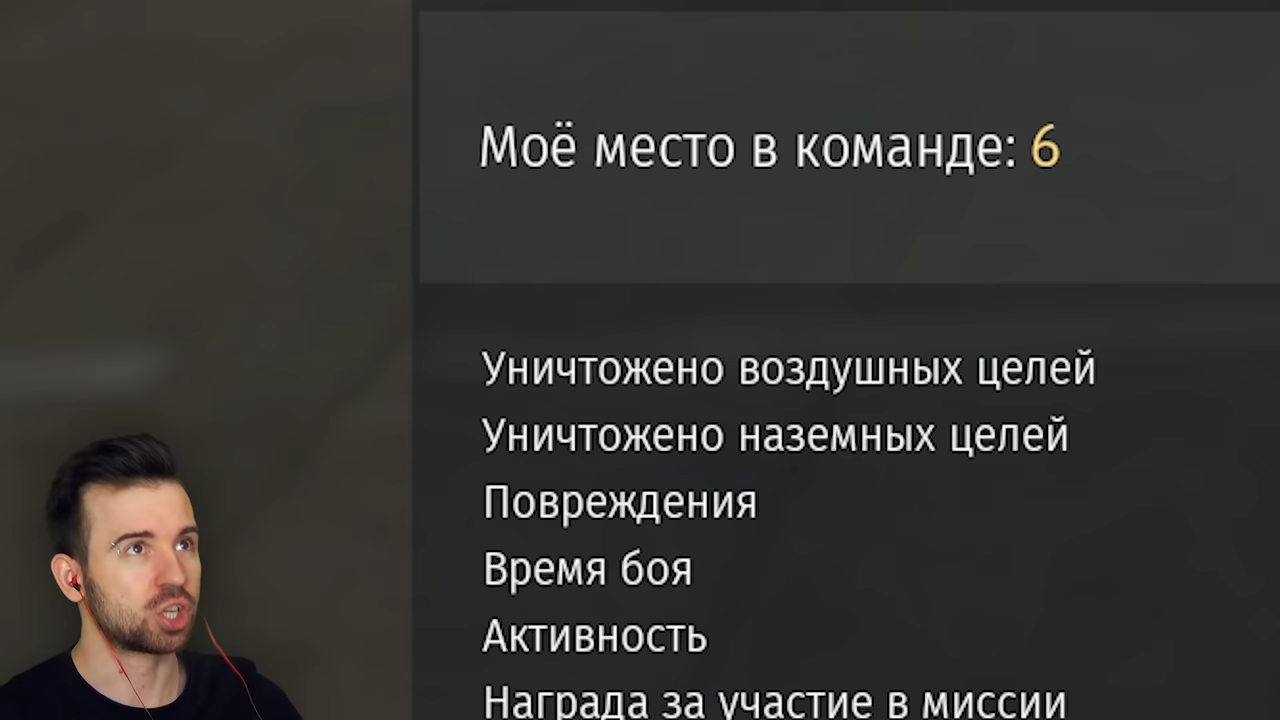 Моё место в команде: 6
Уничтожено воздушных целей
Уничтожено наземных целей
Повреждения
Время боя
Активность
Награда за участие в миссии